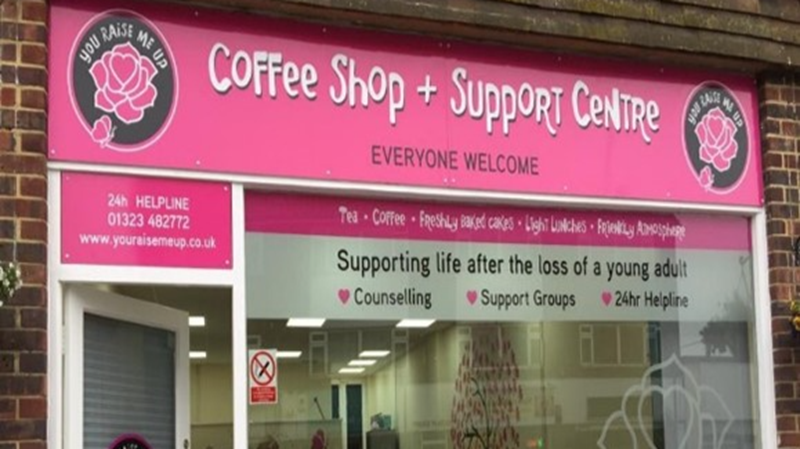 YOU RAISE ME UP
Coffee Shop + Support Centre
YOU RAISE ME UP
EVERYONE WELCOME
24h HELPLINE
01323 482772
www.youraisemeup.co.uk
Tea • Coffee • Freshly Baked Cakes • Light Lunches • Friendly Atmosphere
Supporting life after the loss of a young adult
Counselling Support Groups 24hr Helpline